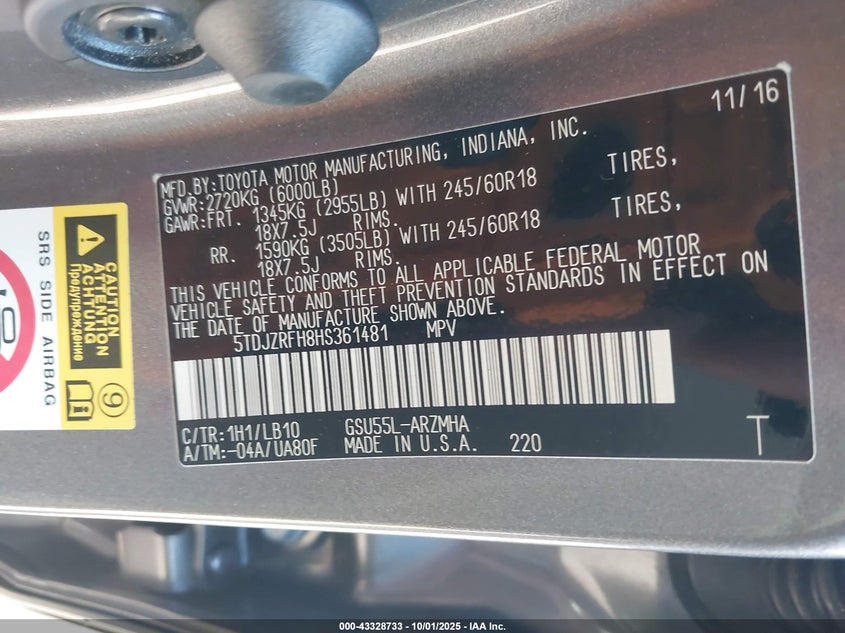 11/16
MFD.BY:TOYOTA MOTOR MANUFACTURING, INDIANA, INC.
GVWR:2720KG (6000LB)
GAWR:FRT. 1345KG (2955LB) WITH 245/60R18 TIRES,
18X7.5J RIMS.
RR. 1590KG (3505LB) WITH 245/60R18 TIRES,
18X7.5J RIMS.
THIS VEHICLE CONFORMS TO ALL APPLICABLE FEDERAL MOTOR
VEHICLE SAFETY AND THEFT PREVENTION STANDARDS IN EFFECT ON
THE DATE OF MANUFACTURE SHOWN ABOVE.
5TDJZRFH8HS361481 MPV
C/TR:1H1/LB10 GSU55L-ARZMHA
A/TM:-04A/UA80F MADE IN U.S.A. 220 T
SRS SIDE AIRBAG
CAUTION
ATTENTION
ACHTUNG
Предупреждение
9
000-43328733 - 10/01/2025 - IAA Inc.